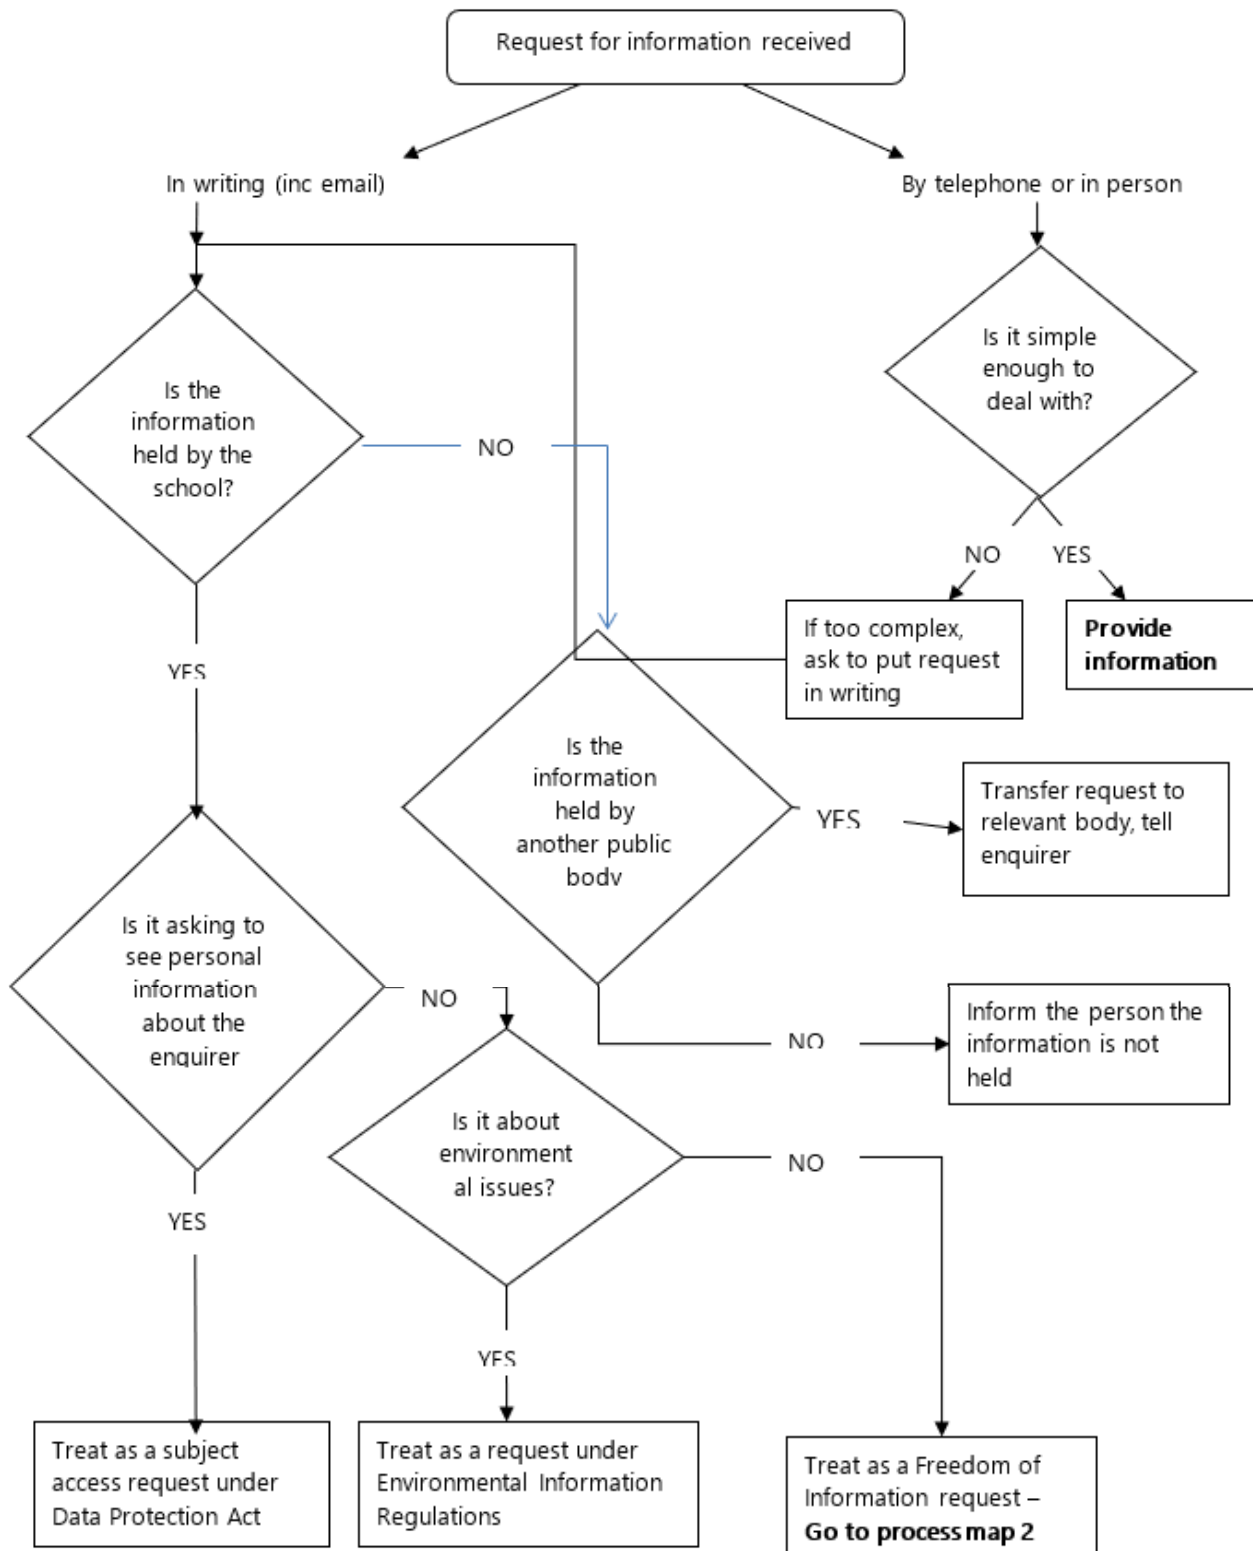 Request for information received
In writing (inc email)
By telephone or in person
Is it simple
enough to
deal with?
Is the
information
held by the
school?
NO
NO
YES
If too complex,
ask to put request
in writing
Provide
information
YES
Is the
information
held by
another public
body
YES
Transfer request to
relevant body, tell
enquirer
Is it asking to
see personal
information
about the
enquirer
NO
Inform the person the
information is not
held
NO
Is it about
environment
al issues?
NO
YES
YES
Treat as a subject
access request under
Data Protection Act
Treat as a request under
Environmental Information
Regulations
Treat as a Freedom of
Information request –
Go to process map 2